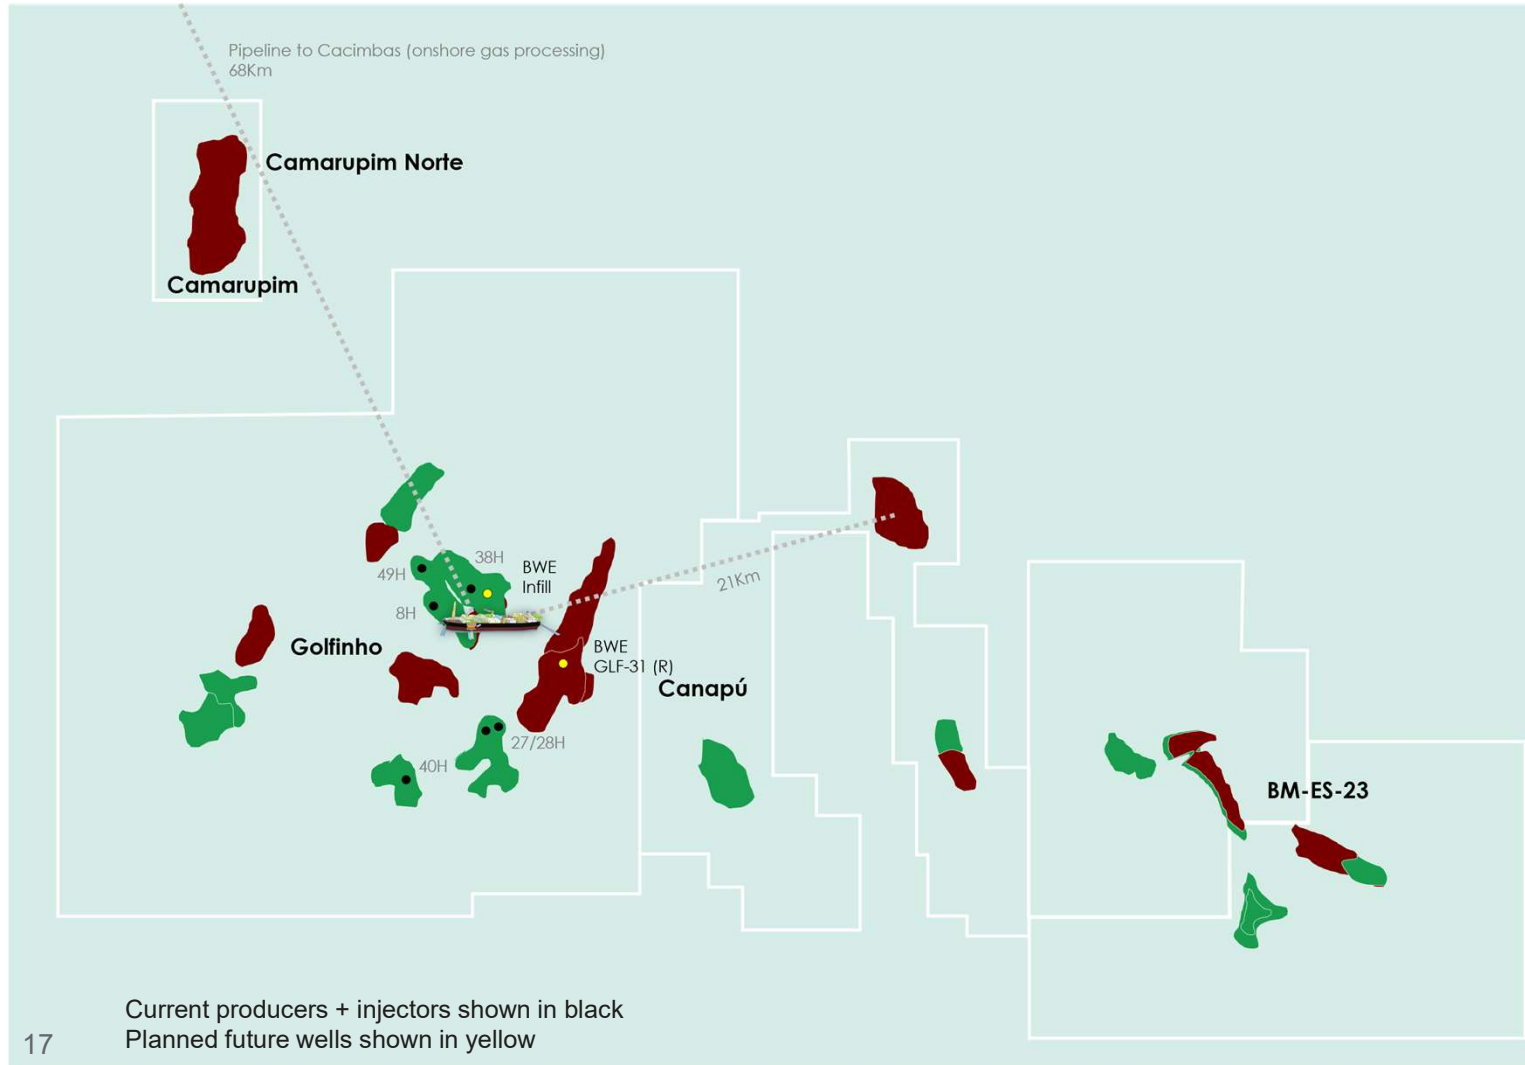 Pipeline to Cacimbas (onshore gas processing)
68Km
Camarupim Norte
Camarupim
38H
49H
BWE
Infill
8H
21Km
Golfinho
BWE
GLF-31 (R)
Canapú
27/28H
40H
BM-ES-23
Current producers + injectors shown in black
Planned future wells shown in yellow
17